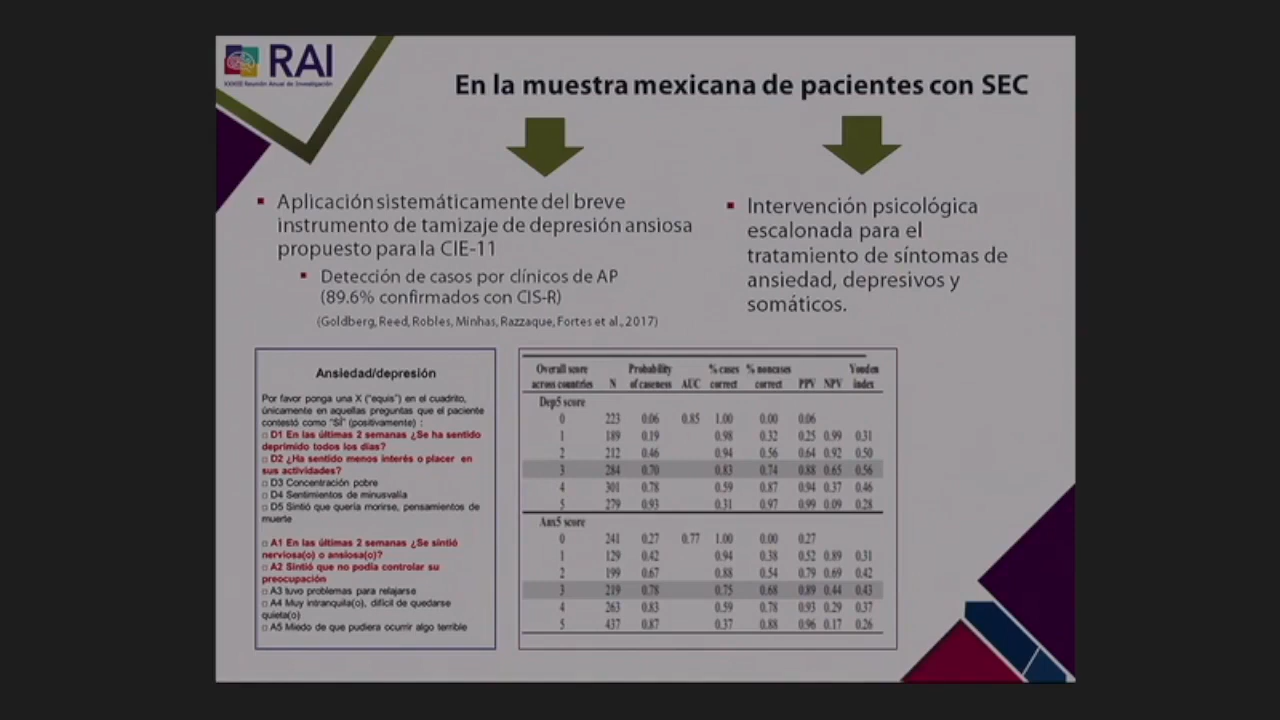 RAI
XXXIII Reunión Anual de Investigación
En la muestra mexicana de pacientes con SEC
Aplicación sistemáticamente del breve
instrumento de tamizaje de depresión ansiosa
propuesto para la CIE-11
Detección de casos por clínicos de AP
(89.6% confirmados con CIS-R)
(Goldberg, Reed, Robles, Minhas, Razzaque, Fortes et al., 2017)
Intervención psicológica
escalonada para el
tratamiento de síntomas de
ansiedad, depresivos y
somáticos.
Ansiedad/depresión
Por favor ponga una X ("equis") en el cuadrito,
únicamente en aquellas preguntas que el paciente
contestó como "SÍ" (positivamente) :
□ D1 En las últimas 2 semanas ¿Se ha sentido
deprimido todos los días?
□ D2 ¿Ha sentido menos interés o placer en
sus actividades?
□ D3 Concentración pobre
□ D4 Sentimientos de minusvalía
□ D5 Sintió que quería morirse, pensamientos de
muerte
□ A1 En las últimas 2 semanas ¿Se sintió
nerviosa(o) o ansiosa(o)?
□ A2 Sintió que no podía controlar su
preocupación
□ A3 tuvo problemas para relajarse
□ A4 Muy intranquila(o), difícil de quedarse
quieta(o)
□ A5 Miedo de que pudiera ocurrir algo terrible
Overall score Probability % cases % noncases Youden
across countries N of caseness AUC correct correct PPV NPV index
Dep5 score
0 223 0.06 0.85 1.00 0.00 0.06
1 189 0.19 0.98 0.32 0.25 0.99 0.31
2 212 0.46 0.94 0.56 0.64 0.92 0.50
3 284 0.70 0.83 0.74 0.88 0.65 0.56
4 301 0.78 0.59 0.87 0.94 0.37 0.46
5 279 0.93 0.31 0.97 0.99 0.09 0.28
Anx5 score
0 241 0.27 0.77 1.00 0.00 0.27
1 129 0.42 0.94 0.38 0.52 0.89 0.31
2 199 0.67 0.88 0.54 0.79 0.69 0.42
3 219 0.78 0.75 0.68 0.89 0.44 0.43
4 263 0.83 0.59 0.78 0.93 0.29 0.37
5 437 0.87 0.37 0.88 0.96 0.17 0.26